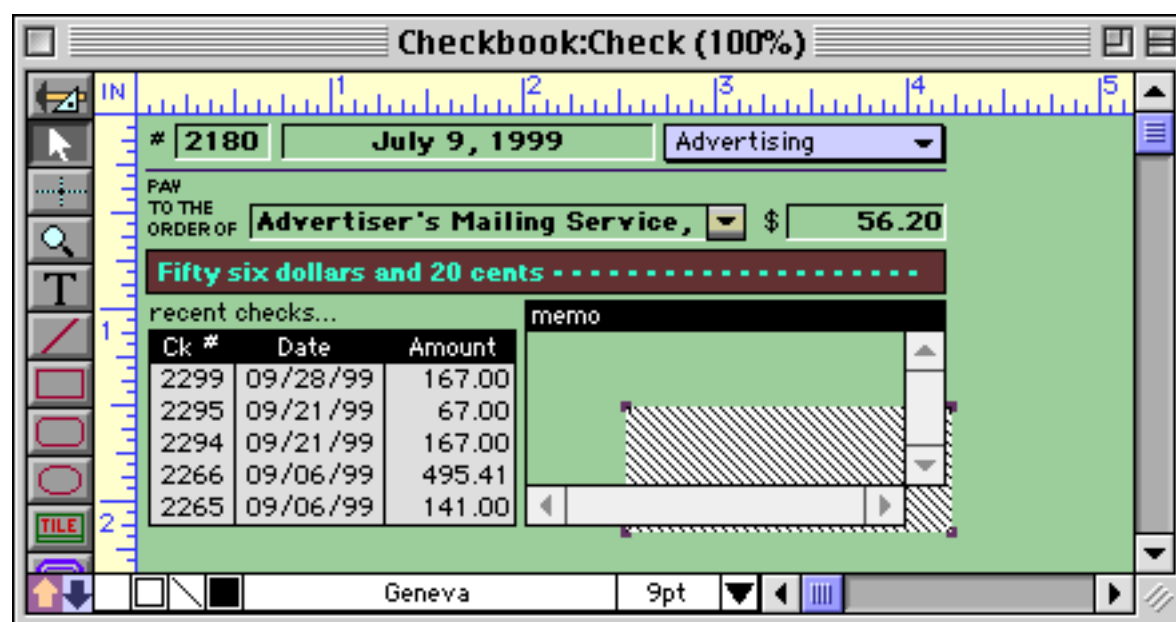 Checkbook:Check (100%)
IN 1 2 3 4 5
# 2180 July 9, 1999 Advertising
PAY
TO THE
ORDER OF Advertiser's Mailing Service, $ 56.20
Fifty six dollars and 20 cents - - - - - - - - - - - - - - - - - - - -
recent checks... memo
1
Ck # Date Amount
2299 09/28/99 167.00
2295 09/21/99 67.00
2294 09/21/99 167.00
2266 09/06/99 495.41
2265 09/06/99 141.00
T
TILE
2
Geneva 9pt